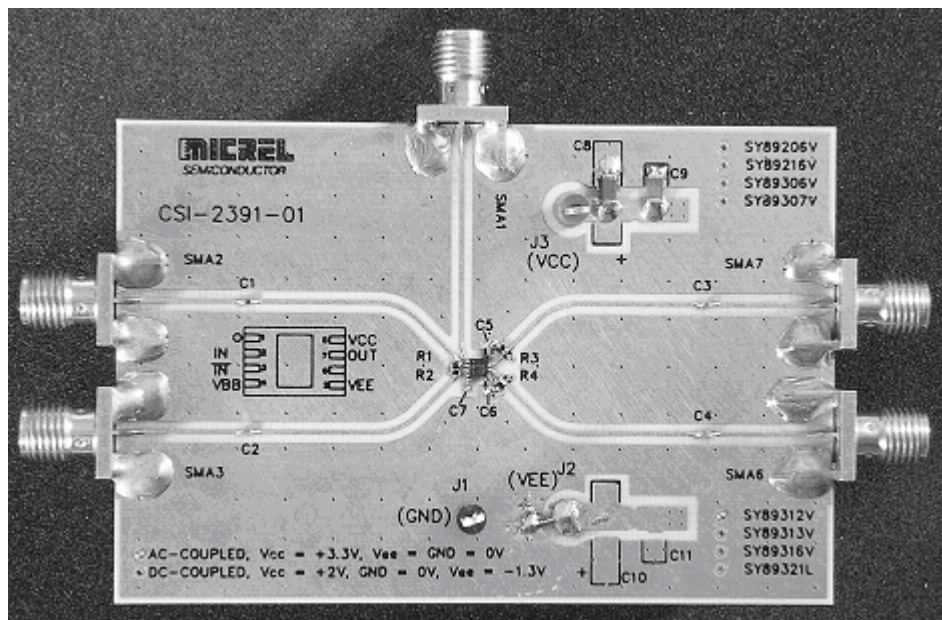 MICREL
SEMICONDUCTOR
CSI-2391-01
SMA1
C8
C9
SY89206V
SY89216V
SY89306V
SY89307V
J3
(VCC)
+
SMA2
SMA7
C1
C3
IN
IN
VBB
VCC
OUT
VEE
C5
R1
R2
R3
R4
C7
C6
C2
C4
SMA3
SMA6
J1
(GND)
(VEE)
J2
SY89312V
SY89313V
SY89316V
SY89321L
AC-COUPLED, Vcc = +3.3V, Vee = GND = 0V
DC-COUPLED, Vcc = +2V, GND = 0V, Vee = -1.3V
+
C10
C11